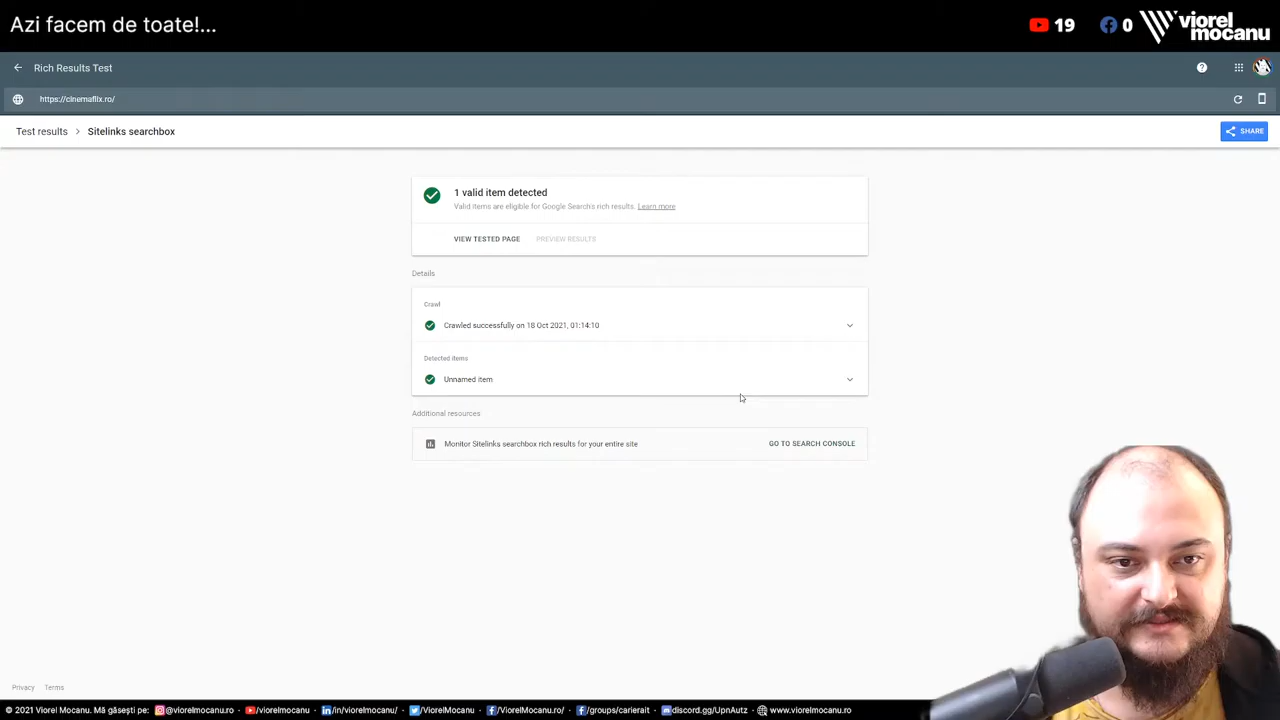 Azi facem de toate!...
19
0
viorel
mocanu
Rich Results Test
https://cinemaflix.ro/
Test results > Sitelinks searchbox
SHARE
1 valid item detected
Valid items are eligible for Google Search's rich results. Learn more
VIEW TESTED PAGE PREVIEW RESULTS
Details
Crawl
Crawled successfully on 18 Oct 2021, 01:14:10
Detected items
Unnamed item
Additional resources
Monitor Sitelinks searchbox rich results for your entire site GO TO SEARCH CONSOLE
Privacy Terms
© 2021 Viorel Mocanu. Mă găsești pe: @viorelmocanu.ro · /viorelmocanu · /in/viorelmocanu/ · /ViorelMocanu · /ViorelMocanu.ro/ · /groups/carierait · discord.gg/UpnAutz · www.viorelmocanu.ro